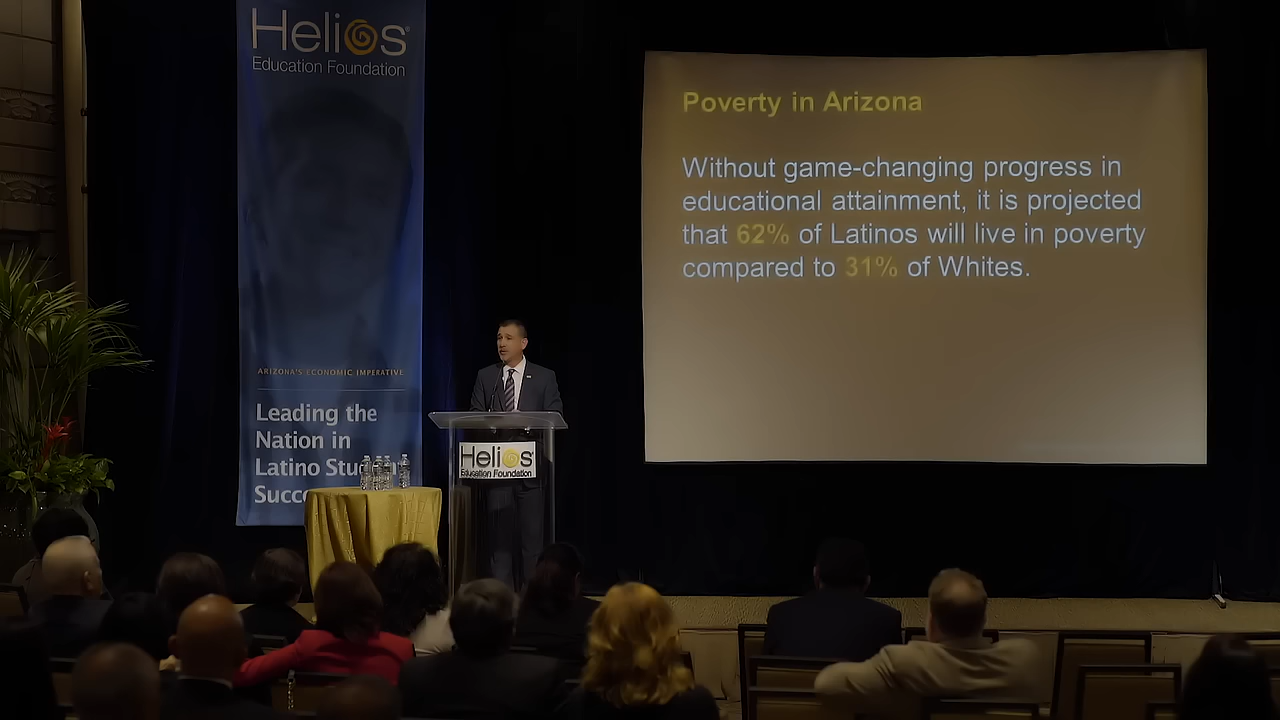 Helios
Education Foundation
ARIZONA'S ECONOMIC IMPERATIVE
Leading the
Nation in
Latino
Poverty in Arizona
Without game-changing progress in
educational attainment, it is projected
that 62% of Latinos will live in poverty
compared to 31% of Whites.
Helios
Education Foundation